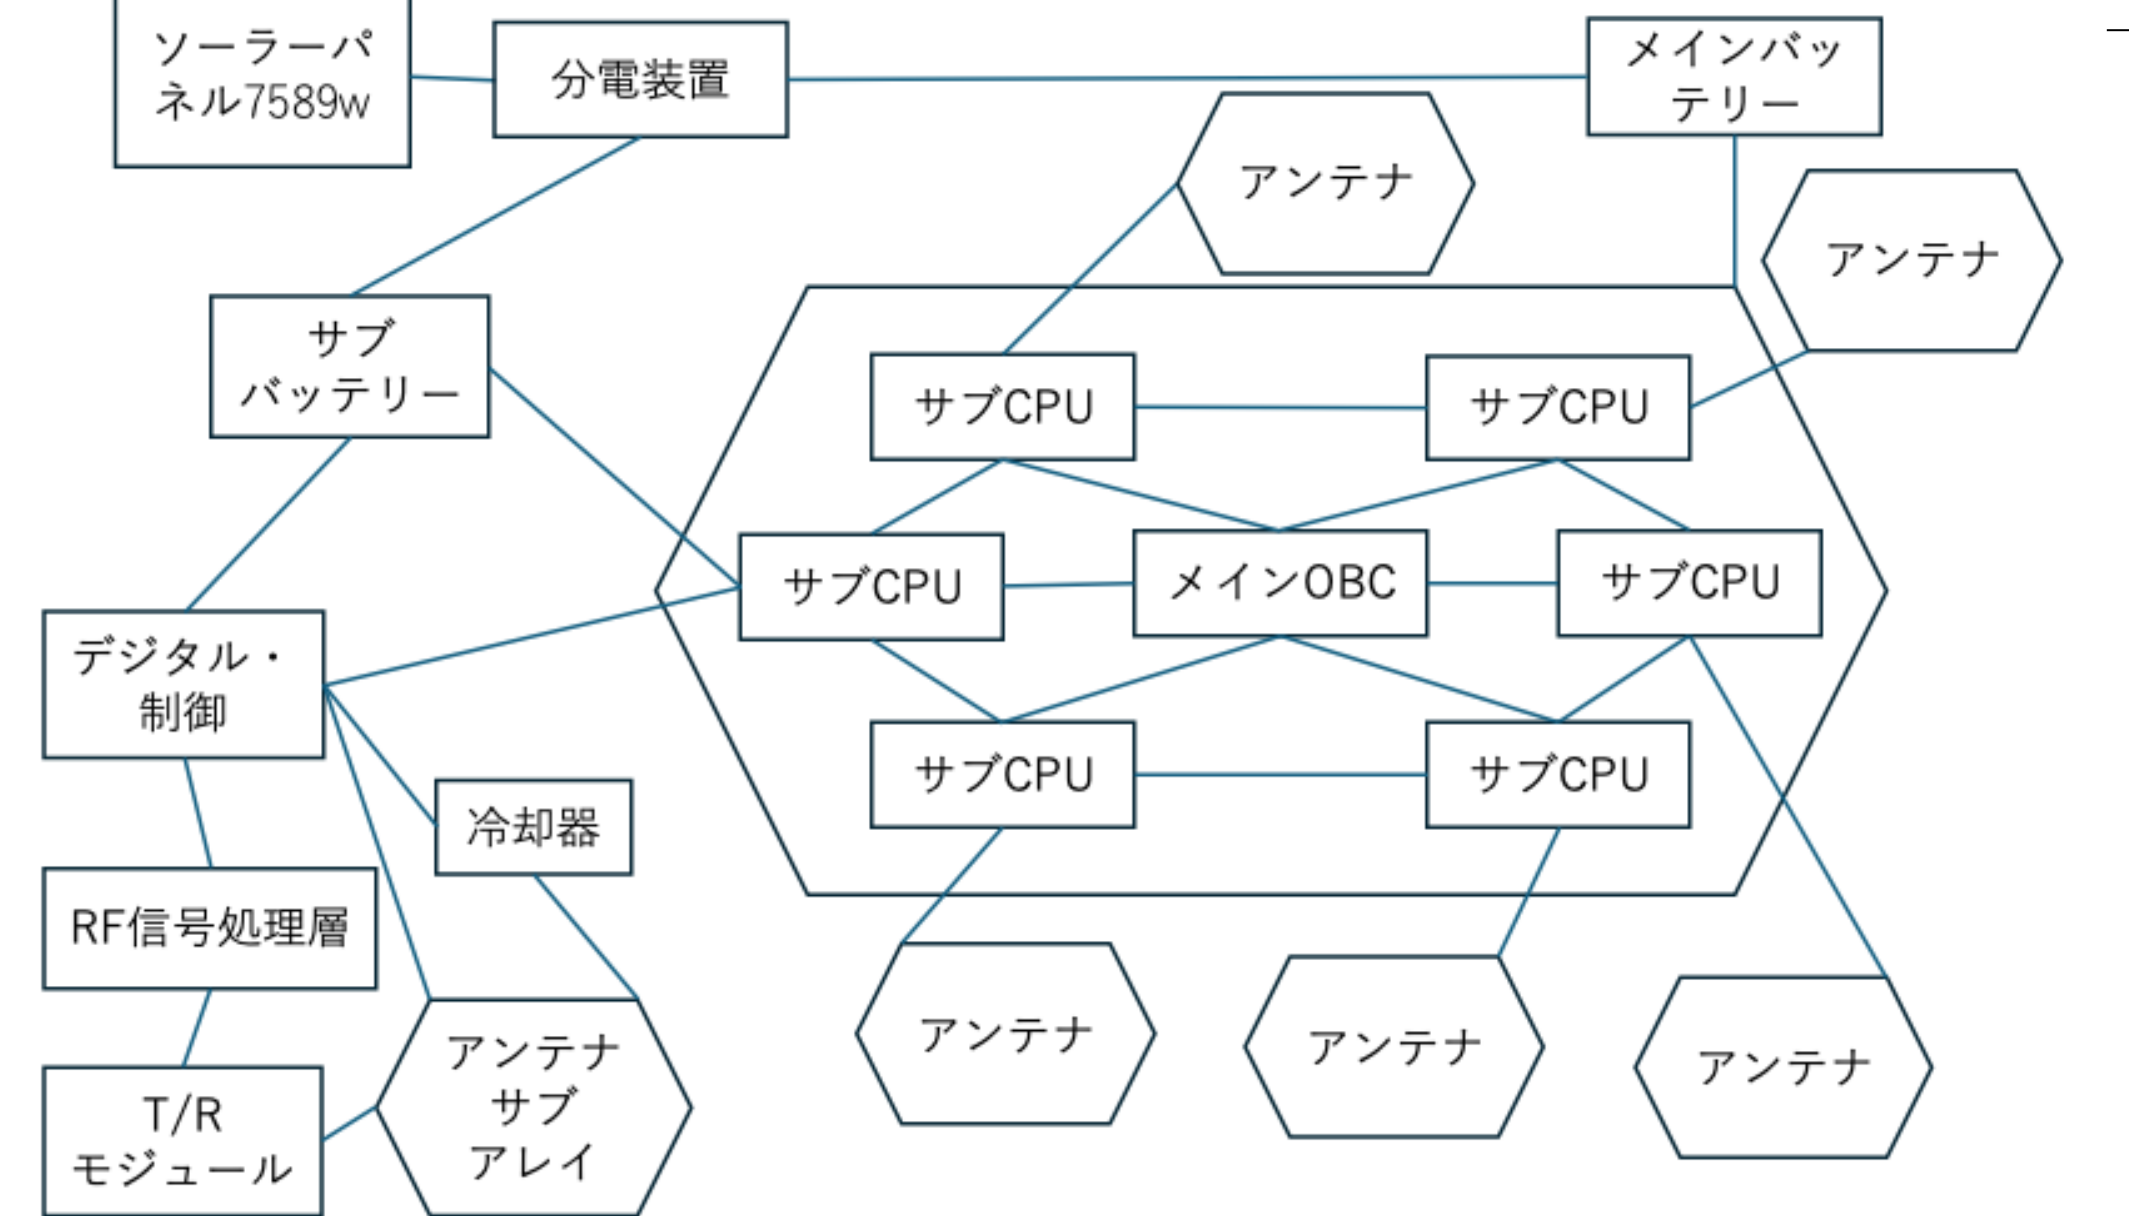 ソーラーパ
ネル7589w
分電装置
メインバッ
テリー
アンテナ
アンテナ
サブ
バッテリー
サブCPU
サブCPU
サブCPU
メインOBC
サブCPU
デジタル・
制御
サブCPU
サブCPU
冷却器
RF信号処理層
アンテナ
アンテナ
アンテナ
アンテナ
サブ
アレイ
T/R
モジュール